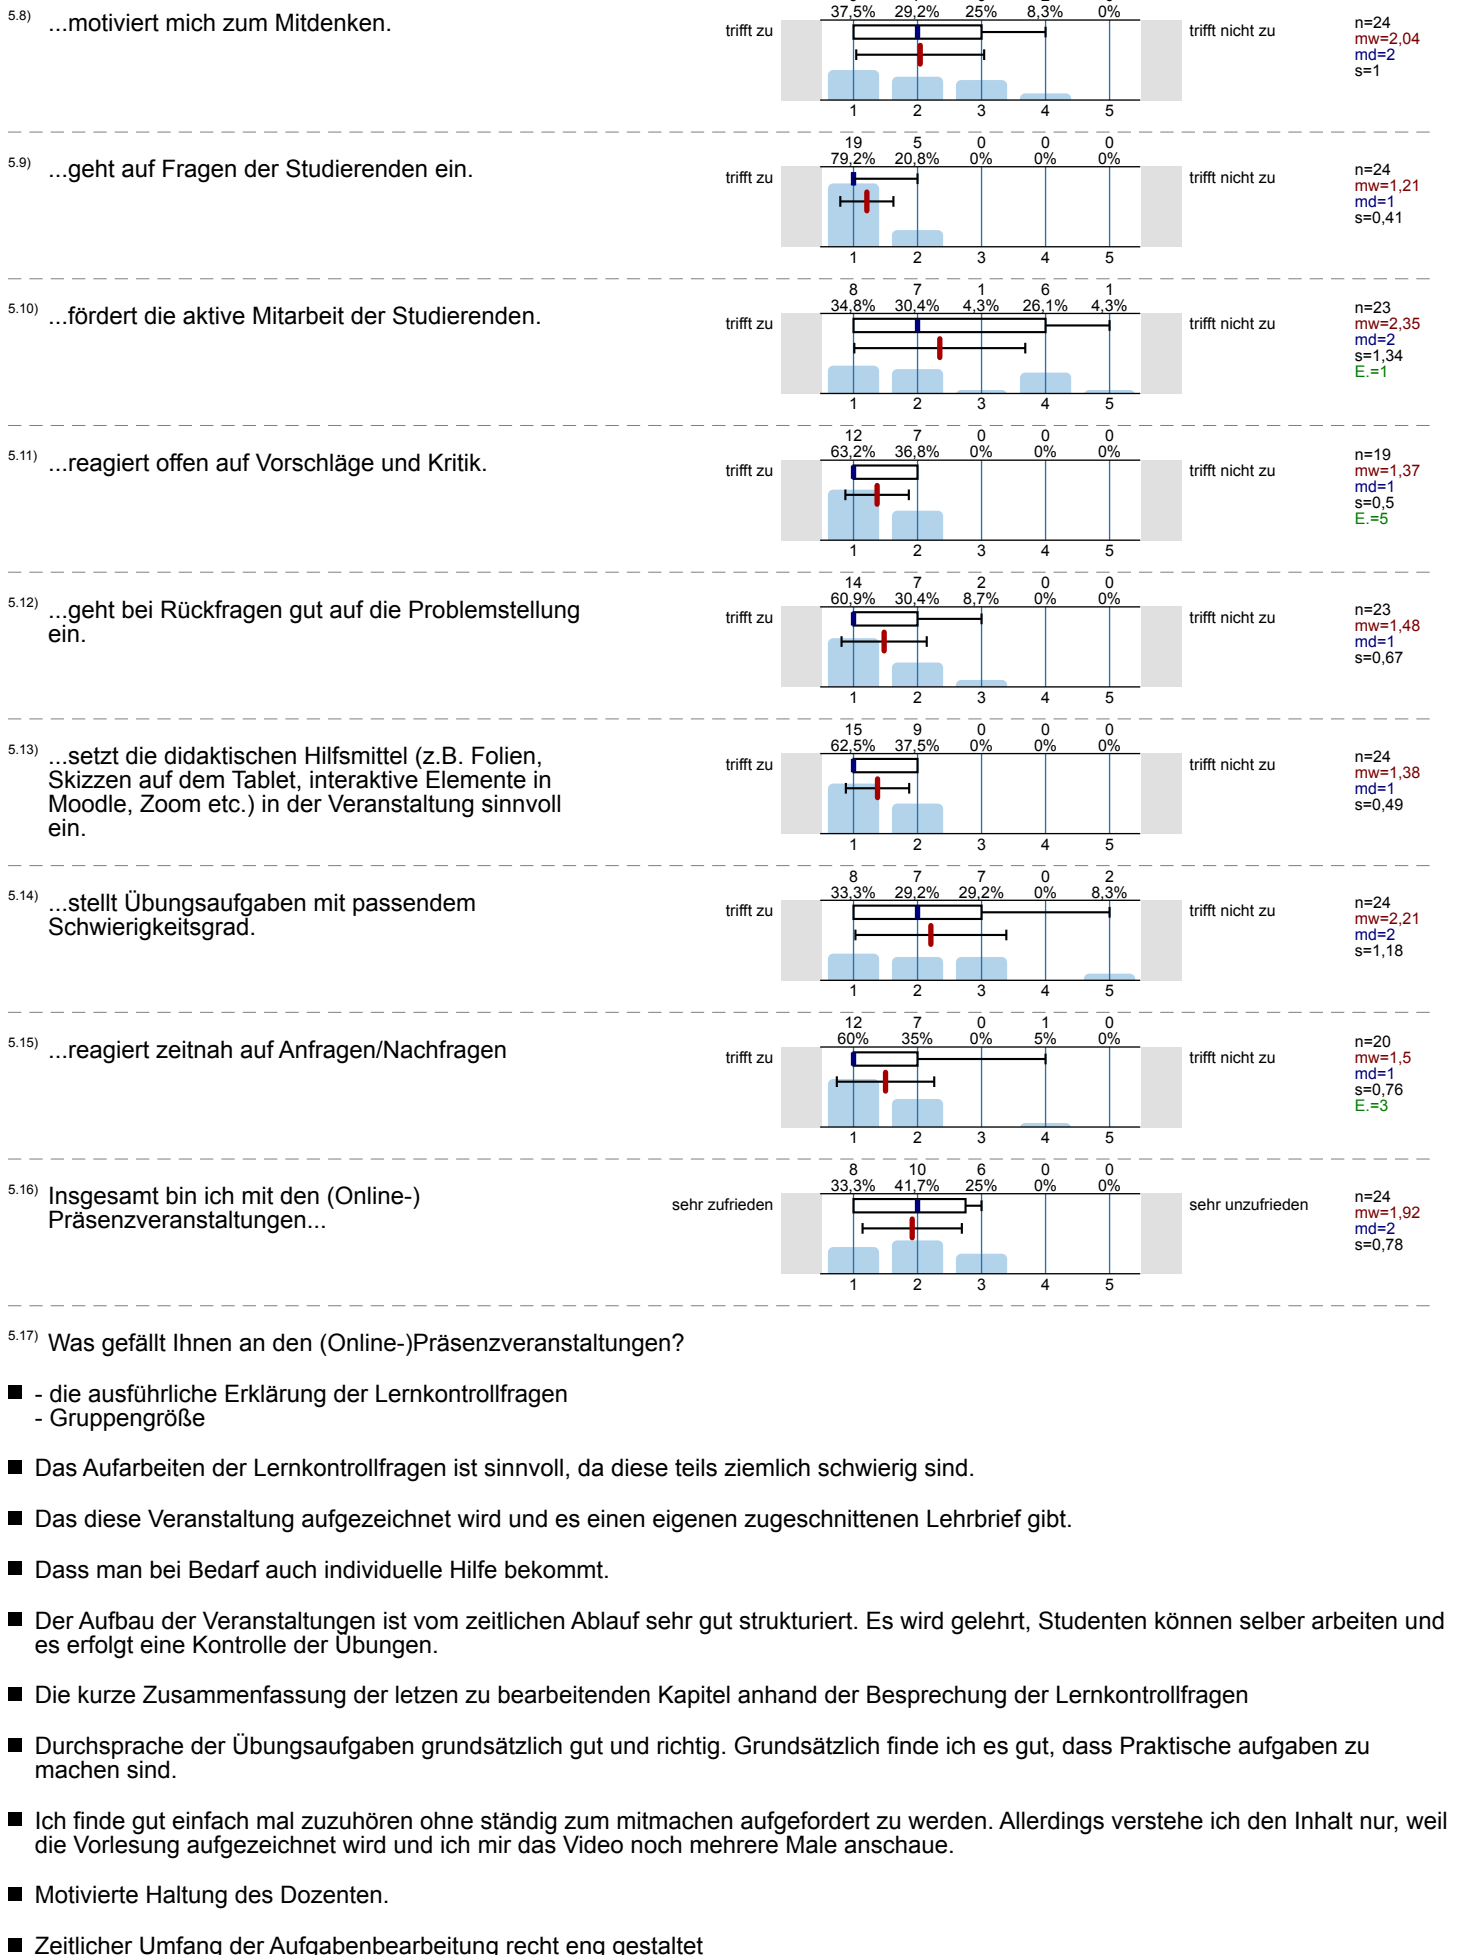 37,5% 29,2% 25% 8,3% 0%
5.8) ...motiviert mich zum Mitdenken.
trifft zu
trifft nicht zu
n=24
mw=2,04
md=2
s=1
1 2 3 4 5
19 5 0 0 0
79,2% 20,8% 0% 0% 0%
5.9) ...geht auf Fragen der Studierenden ein.
trifft zu
trifft nicht zu
n=24
mw=1,21
md=1
s=0,41
1 2 3 4 5
8 7 1 6 1
34,8% 30,4% 4,3% 26,1% 4,3%
5.10) ...fördert die aktive Mitarbeit der Studierenden.
trifft zu
trifft nicht zu
n=23
mw=2,35
md=2
s=1,34
E.=1
1 2 3 4 5
12 7 0 0 0
63,2% 36,8% 0% 0% 0%
5.11) ...reagiert offen auf Vorschläge und Kritik.
trifft zu
trifft nicht zu
n=19
mw=1,37
md=1
s=0,5
E.=5
1 2 3 4 5
14 7 2 0 0
60,9% 30,4% 8,7% 0% 0%
5.12) ...geht bei Rückfragen gut auf die Problemstellung
ein.
trifft zu
trifft nicht zu
n=23
mw=1,48
md=1
s=0,67
1 2 3 4 5
15 9 0 0 0
62,5% 37,5% 0% 0% 0%
5.13) ...setzt die didaktischen Hilfsmittel (z.B. Folien,
Skizzen auf dem Tablet, interaktive Elemente in
Moodle, Zoom etc.) in der Veranstaltung sinnvoll
ein.
trifft zu
trifft nicht zu
n=24
mw=1,38
md=1
s=0,49
1 2 3 4 5
8 7 7 0 2
33,3% 29,2% 29,2% 0% 8,3%
5.14) ...stellt Übungsaufgaben mit passendem
Schwierigkeitsgrad.
trifft zu
trifft nicht zu
n=24
mw=2,21
md=2
s=1,18
1 2 3 4 5
12 7 0 1 0
60% 35% 0% 5% 0%
5.15) ...reagiert zeitnah auf Anfragen/Nachfragen
trifft zu
trifft nicht zu
n=20
mw=1,5
md=1
s=0,76
E.=3
1 2 3 4 5
8 10 6 0 0
33,3% 41,7% 25% 0% 0%
5.16) Insgesamt bin ich mit den (Online-)
Präsenzveranstaltungen...
sehr zufrieden
sehr unzufrieden
n=24
mw=1,92
md=2
s=0,78
1 2 3 4 5
5.17) Was gefällt Ihnen an den (Online-)Präsenzveranstaltungen?
- die ausführliche Erklärung der Lernkontrollfragen
- Gruppengröße
Das Aufarbeiten der Lernkontrollfragen ist sinnvoll, da diese teils ziemlich schwierig sind.
Das diese Veranstaltung aufgezeichnet wird und es einen eigenen zugeschnittenen Lehrbrief gibt.
Dass man bei Bedarf auch individuelle Hilfe bekommt.
Der Aufbau der Veranstaltungen ist vom zeitlichen Ablauf sehr gut strukturiert. Es wird gelehrt, Studenten können selber arbeiten und
es erfolgt eine Kontrolle der Übungen.
Die kurze Zusammenfassung der letzen zu bearbeitenden Kapitel anhand der Besprechung der Lernkontrollfragen
Durchsprache der Übungsaufgaben grundsätzlich gut und richtig. Grundsätzlich finde ich es gut, dass Praktische aufgaben zu
machen sind.
Ich finde gut einfach mal zuzuhören ohne ständig zum mitmachen aufgefordert zu werden. Allerdings verstehe ich den Inhalt nur, weil
die Vorlesung aufgezeichnet wird und ich mir das Video noch mehrere Male anschaue.
Motivierte Haltung des Dozenten.
Zeitlicher Umfang der Aufgabenbearbeitung recht eng gestaltet